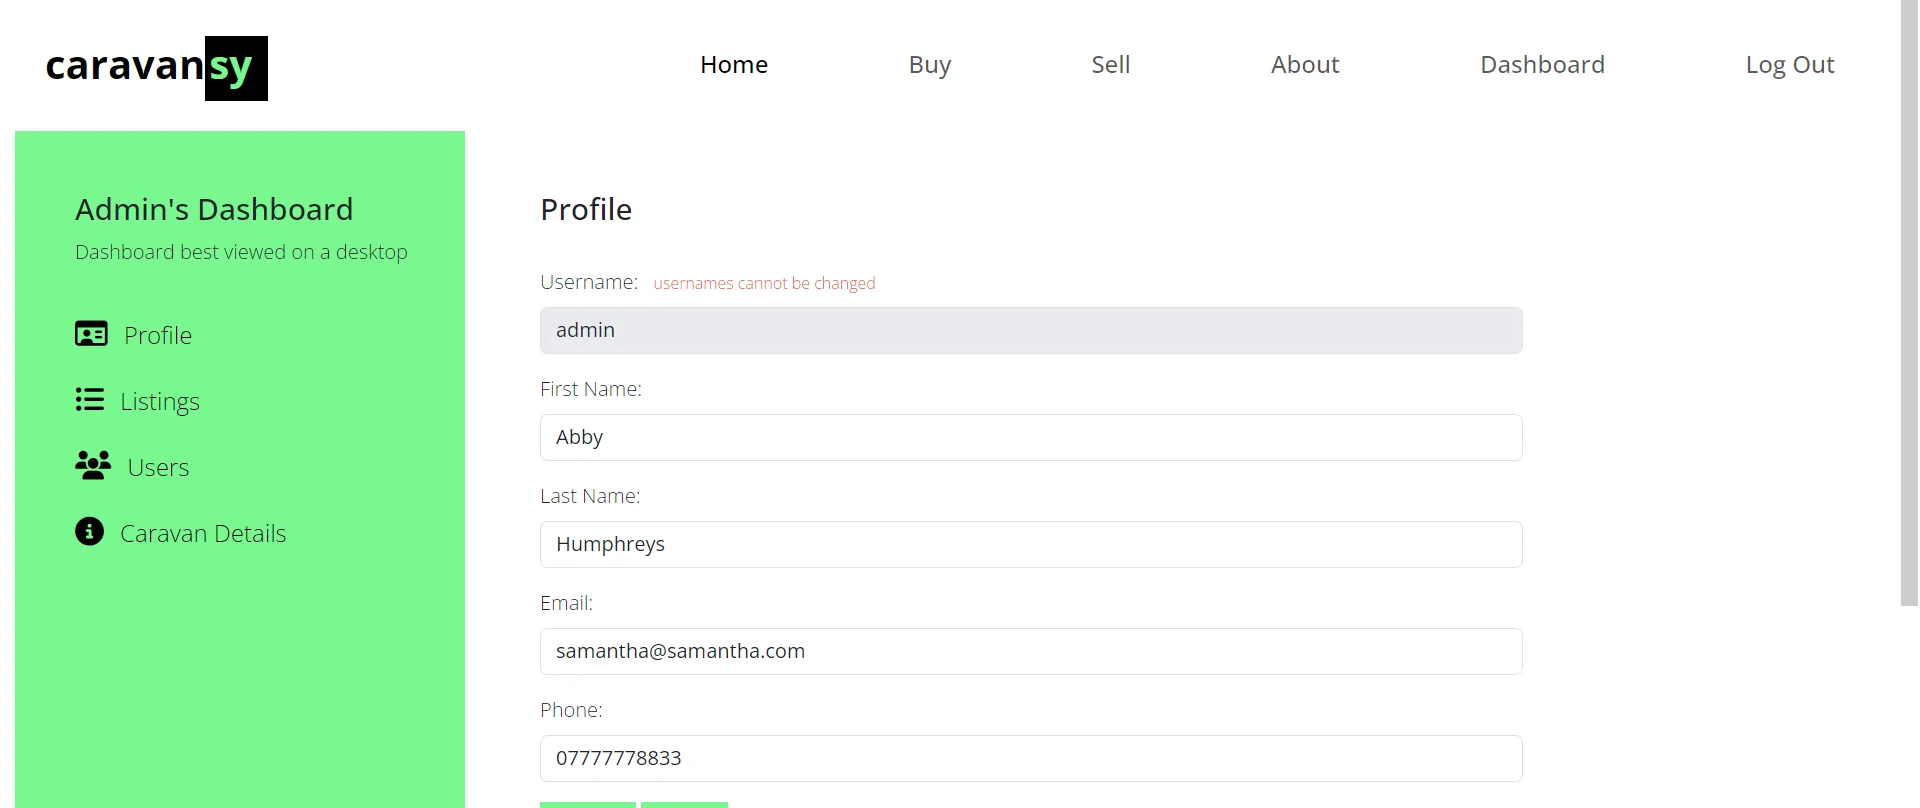 caravansy
Home Buy Sell About Dashboard Log Out
Admin's Dashboard
Dashboard best viewed on a desktop
Profile
Listings
Users
Caravan Details
Profile
Username: usernames cannot be changed
admin
First Name:
Abby
Last Name:
Humphreys
Email:
samantha@samantha.com
Phone:
07777778833